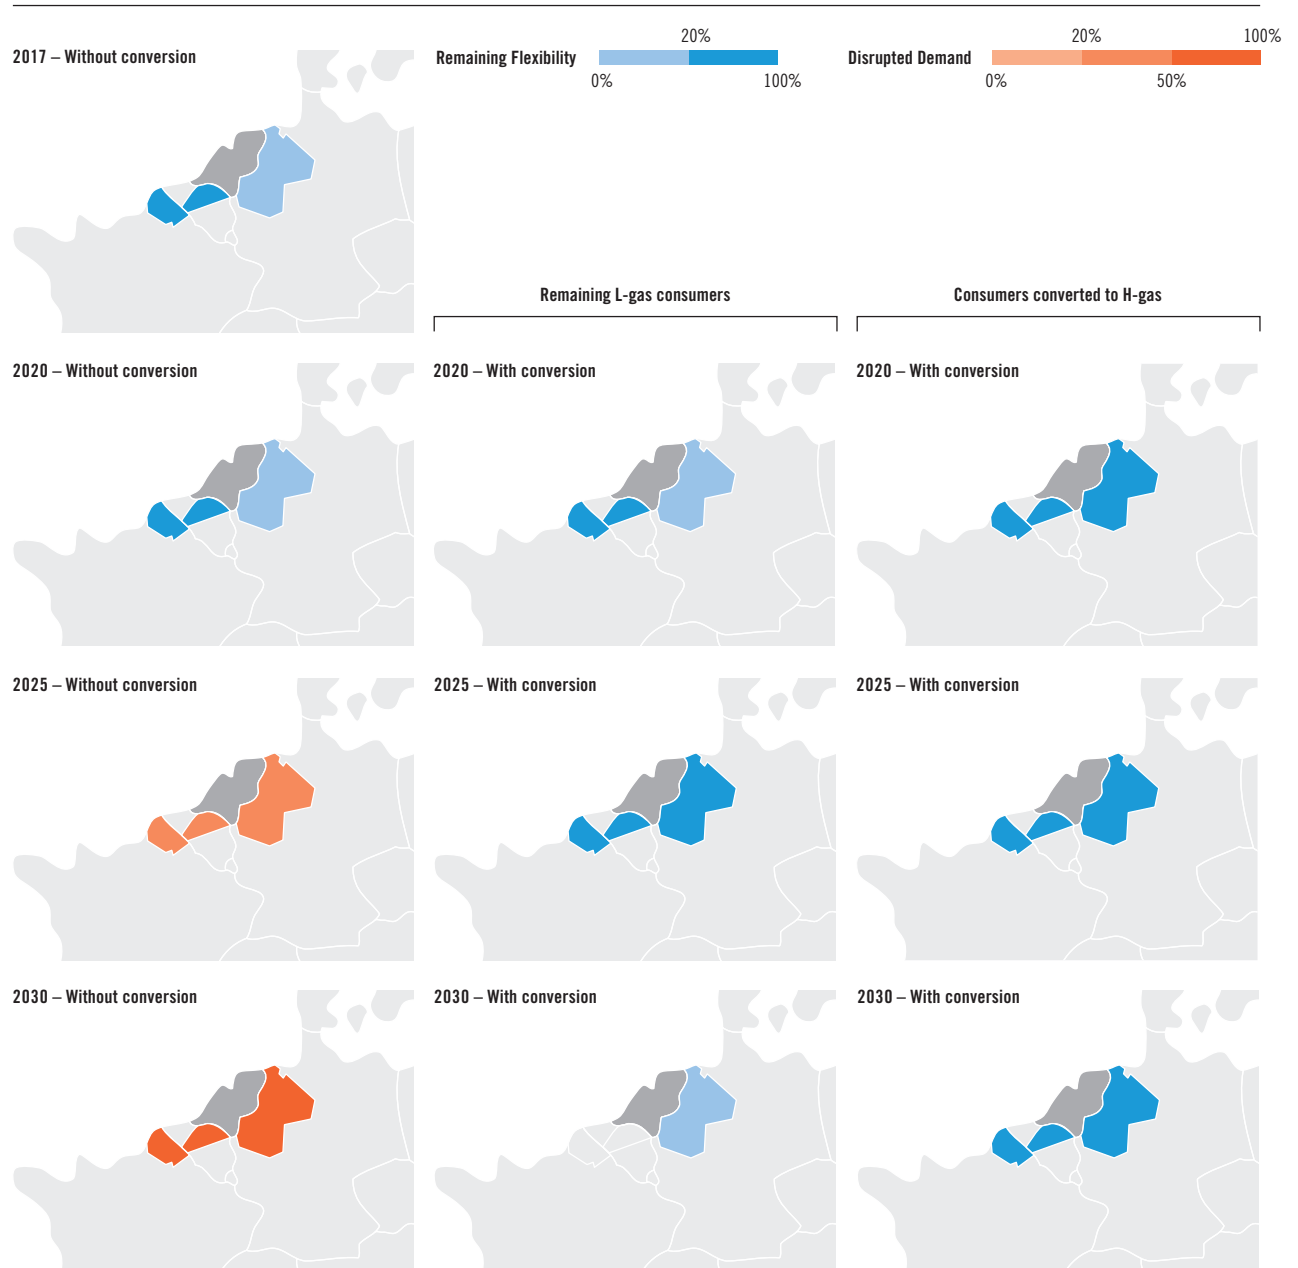 2017 – Without conversion
Remaining Flexibility
20%
0%
100%
Disrupted Demand
20%
100%
0%
50%
Remaining L-gas consumers
Consumers converted to H-gas
2020 – Without conversion
2020 – With conversion
2020 – With conversion
2025 – Without conversion
2025 – With conversion
2025 – With conversion
2030 – Without conversion
2030 – With conversion
2030 – With conversion